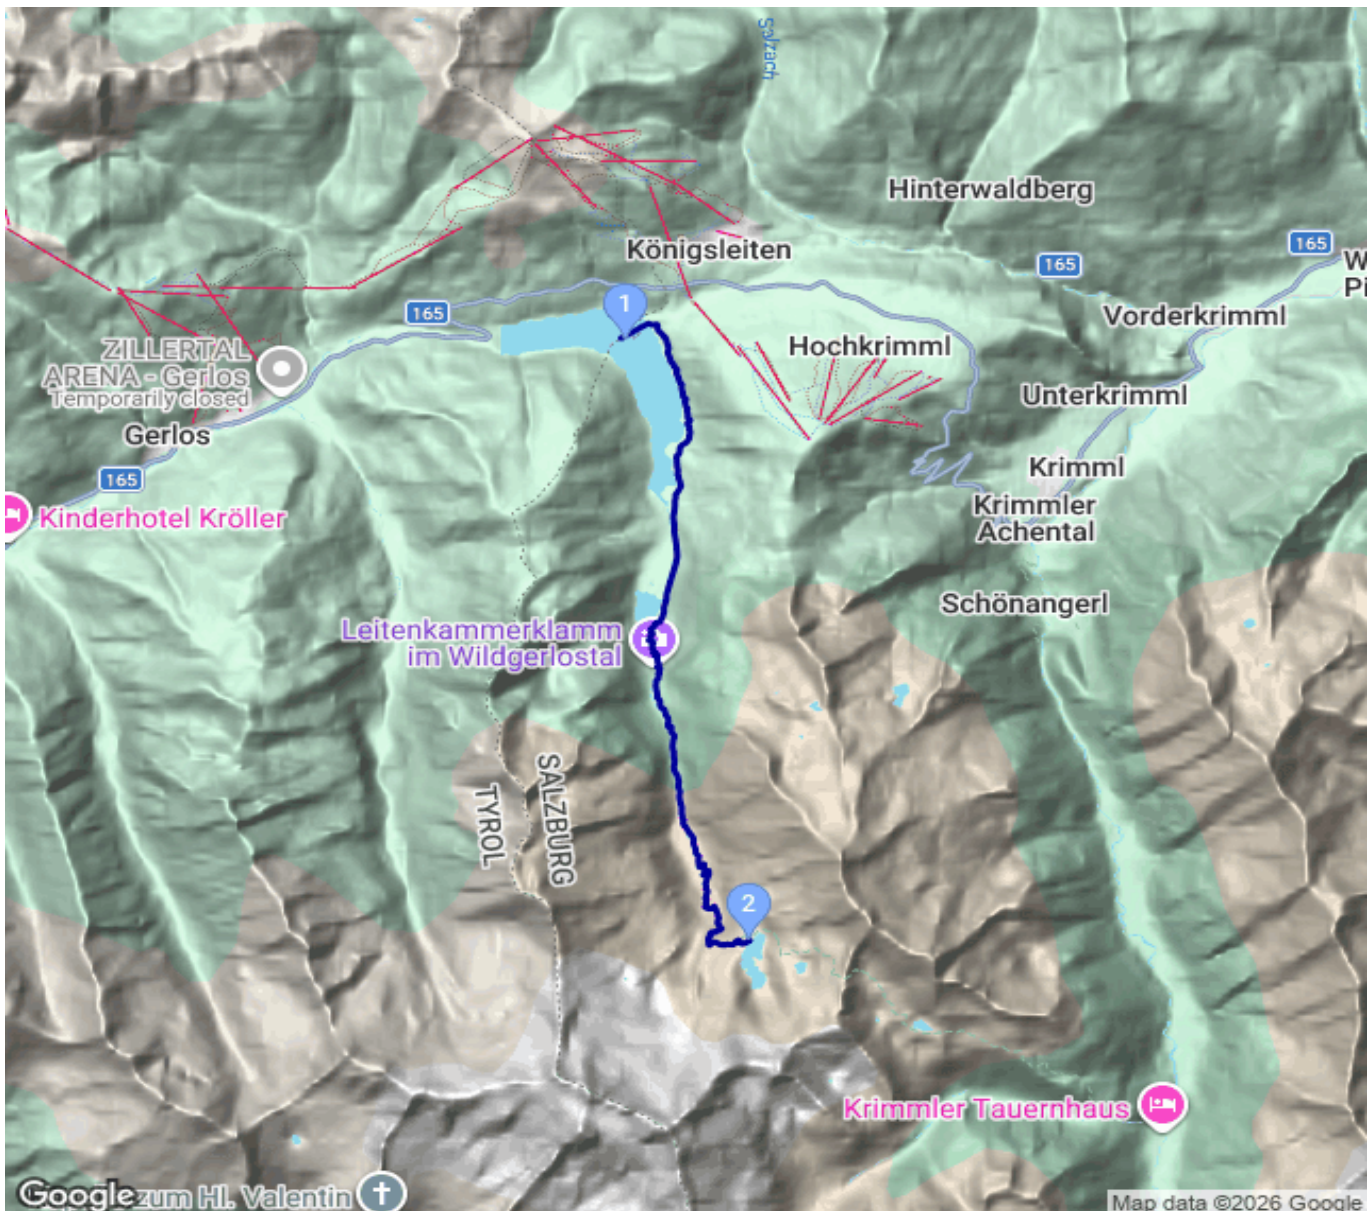 Salzach
Hinterwaldberg
Königsleiten
165
165
165
W
Pi
Vorderkrimml
1
ZILLERTAL
ARENA - Gerlos
Temporarily closed
Hochkrimml
Unterkrimml
Gerlos
Krimml
165
Krimmler
Achental
Kinderhotel Kröller
Schönangerl
Leitenkammerklamm
im Wildgerlostal
SALZBURG
TYROL
2
Krimmler Tauernhaus
Google
zum Hl. Valentin
Map data ©2026 Google